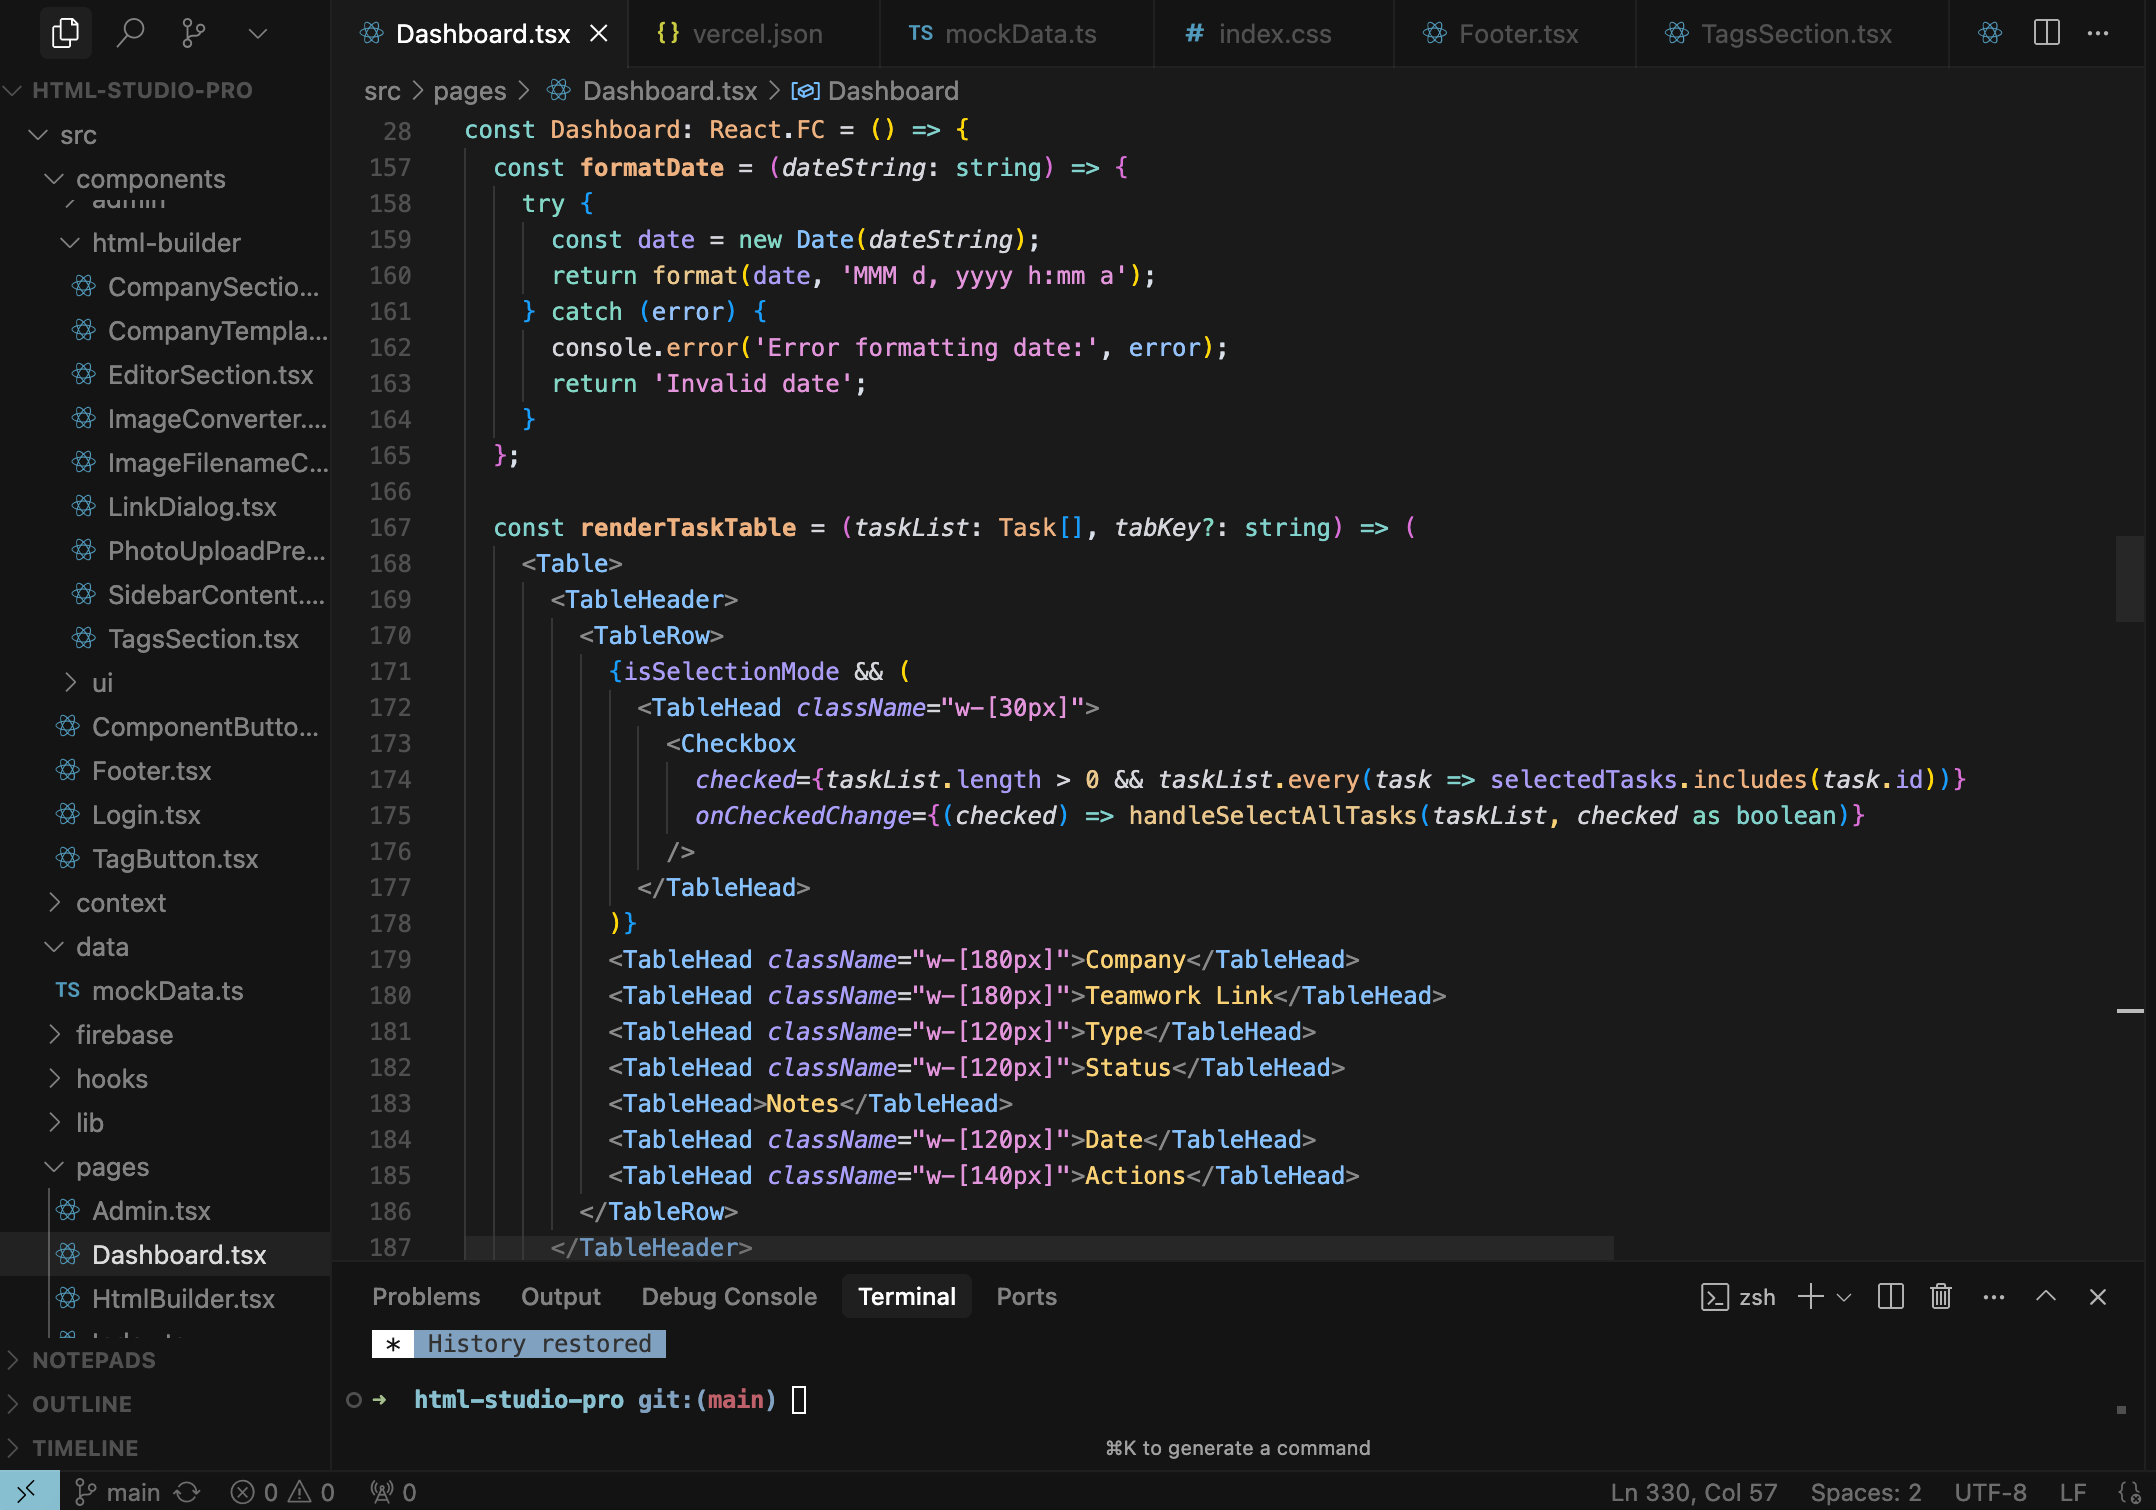 Dashboard.tsx
{} vercel.json
TS mockData.ts
# index.css
Footer.tsx
TagsSection.tsx
HTML-STUDIO-PRO
src
components
admin
html-builder
CompanySectio...
CompanyTempla...
EditorSection.tsx
ImageConverter....
ImageFilenameC...
LinkDialog.tsx
PhotoUploadPre...
SidebarContent....
TagsSection.tsx
ui
ComponentButto...
Footer.tsx
Login.tsx
TagButton.tsx
context
data
TS mockData.ts
firebase
hooks
lib
pages
Admin.tsx
Dashboard.tsx
HtmlBuilder.tsx
NOTEPADS
OUTLINE
TIMELINE
src > pages > Dashboard.tsx > Dashboard
28 const Dashboard: React.FC = () => {
157 const formatDate = (dateString: string) => {
158 try {
159 const date = new Date(dateString);
160 return format(date, 'MMM d, yyyy h:mm a');
161 } catch (error) {
162 console.error('Error formatting date:', error);
163 return 'Invalid date';
164 }
165 };
166
167 const renderTaskTable = (taskList: Task[], tabKey?: string) => (
168 <Table>
169 <TableHeader>
170 <TableRow>
171 {isSelectionMode && (
172 <TableHead className="w-[30px]">
173 <Checkbox
174 checked={taskList.length > 0 && taskList.every(task => selectedTasks.includes(task.id))}
175 onCheckedChange={(checked) => handleSelectAllTasks(taskList, checked as boolean)}
176 />
177 </TableHead>
178 )}
179 <TableHead className="w-[180px]">Company</TableHead>
180 <TableHead className="w-[180px]">Teamwork Link</TableHead>
181 <TableHead className="w-[120px]">Type</TableHead>
182 <TableHead className="w-[120px]">Status</TableHead>
183 <TableHead>Notes</TableHead>
184 <TableHead className="w-[120px]">Date</TableHead>
185 <TableHead className="w-[140px]">Actions</TableHead>
186 </TableRow>
187 </TableHeader>
Problems Output Debug Console Terminal Ports
zsh
* History restored
➜ html-studio-pro git:(main)
⌘K to generate a command
main 0 0 0
Ln 330, Col 57 Spaces: 2 UTF-8 LF